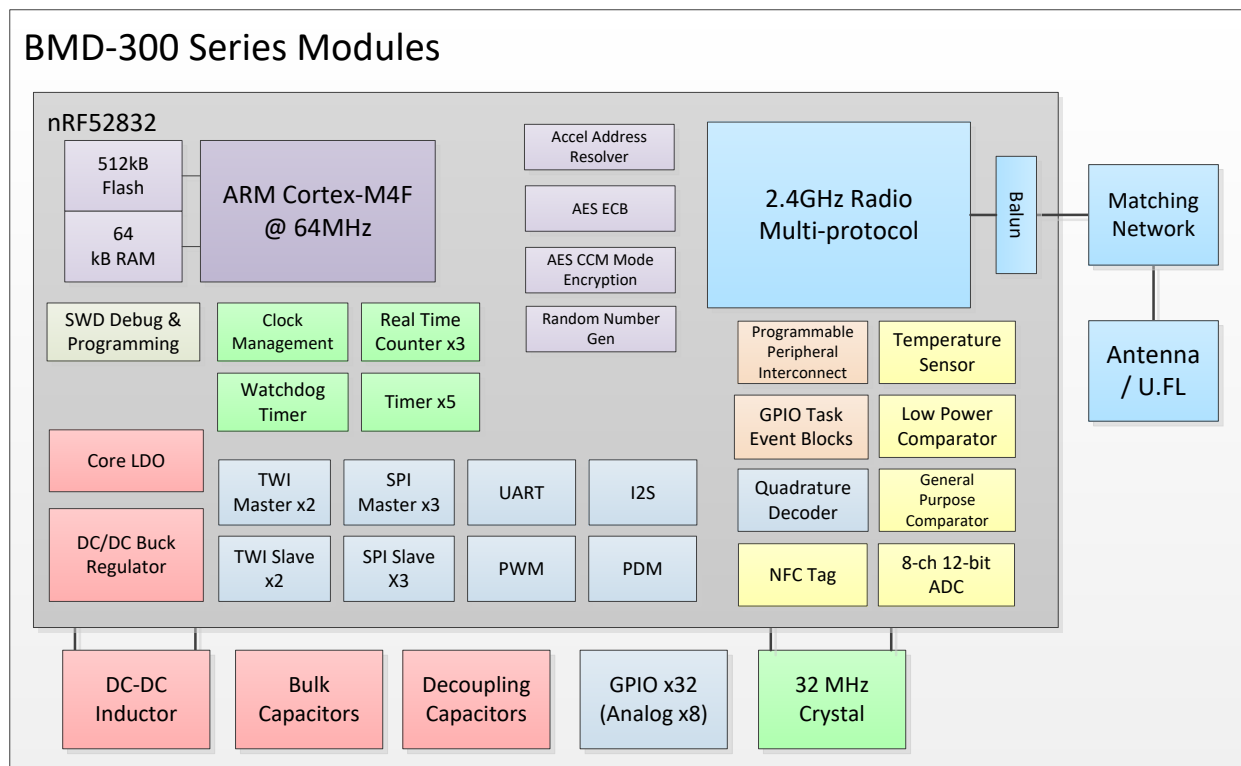 BMD-300 Series Modules
nRF52832
512kB
Flash
64
kB RAM
ARM Cortex-M4F
@ 64MHz
Accel Address
Resolver
AES ECB
AES CCM Mode
Encryption
Random Number
Gen
2.4GHz Radio
Multi-protocol
Balun
Matching
Network
Antenna
/ U.FL
SWD Debug &
Programming
Clock
Management
Real Time
Counter x3
Watchdog
Timer
Timer x5
Programmable
Peripheral
Interconnect
Temperature
Sensor
GPIO Task
Event Blocks
Low Power
Comparator
Core LDO
DC/DC Buck
Regulator
TWI
Master x2
SPI
Master x3
UART
I2S
TWI Slave
x2
SPI Slave
X3
PWM
PDM
Quadrature
Decoder
General
Purpose
Comparator
NFC Tag
8-ch 12-bit
ADC
DC-DC
Inductor
Bulk
Capacitors
Decoupling
Capacitors
GPIO x32
(Analog x8)
32 MHz
Crystal